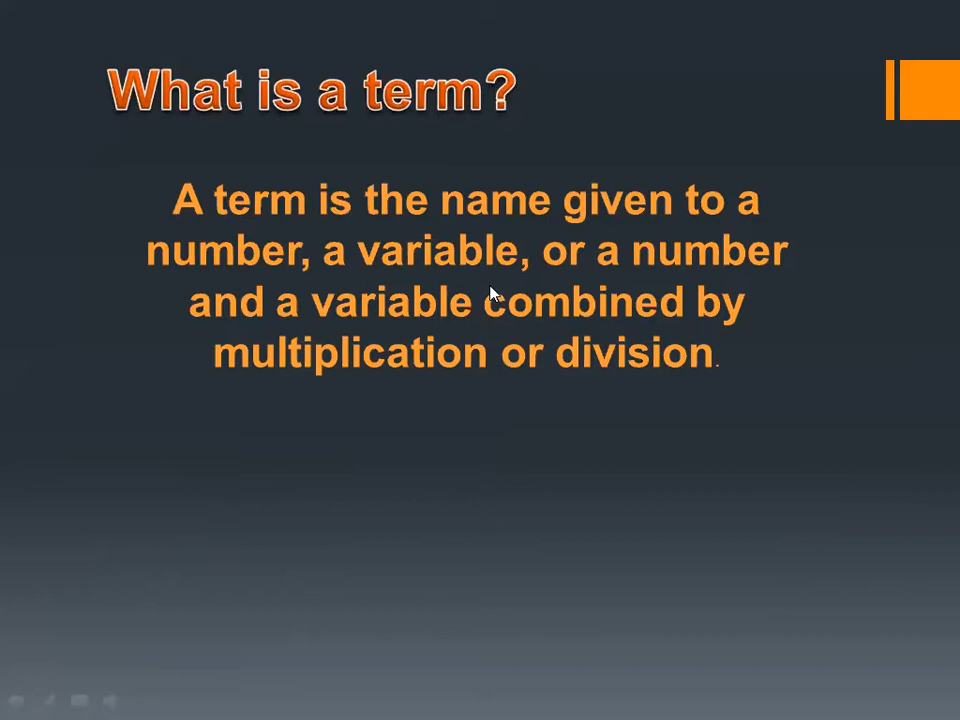 What is a term?
A term is the name given to a
number, a variable, or a number
and a variable combined by
multiplication or division.